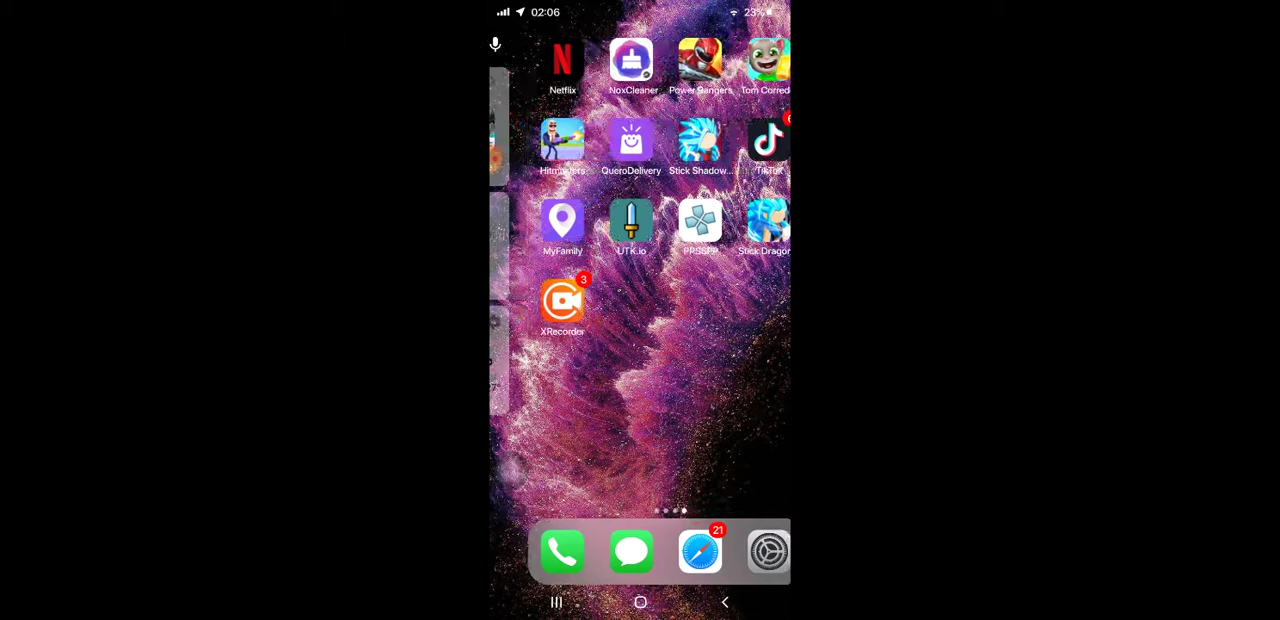 02:06 23%
Netflix NoxCleaner Power Rangers Tom Corred
Hitmasters QueroDelivery Stick Shadow... TikTok
MyFamily UTK.io PPSSPP Stick Dragon
3
XRecorder
21